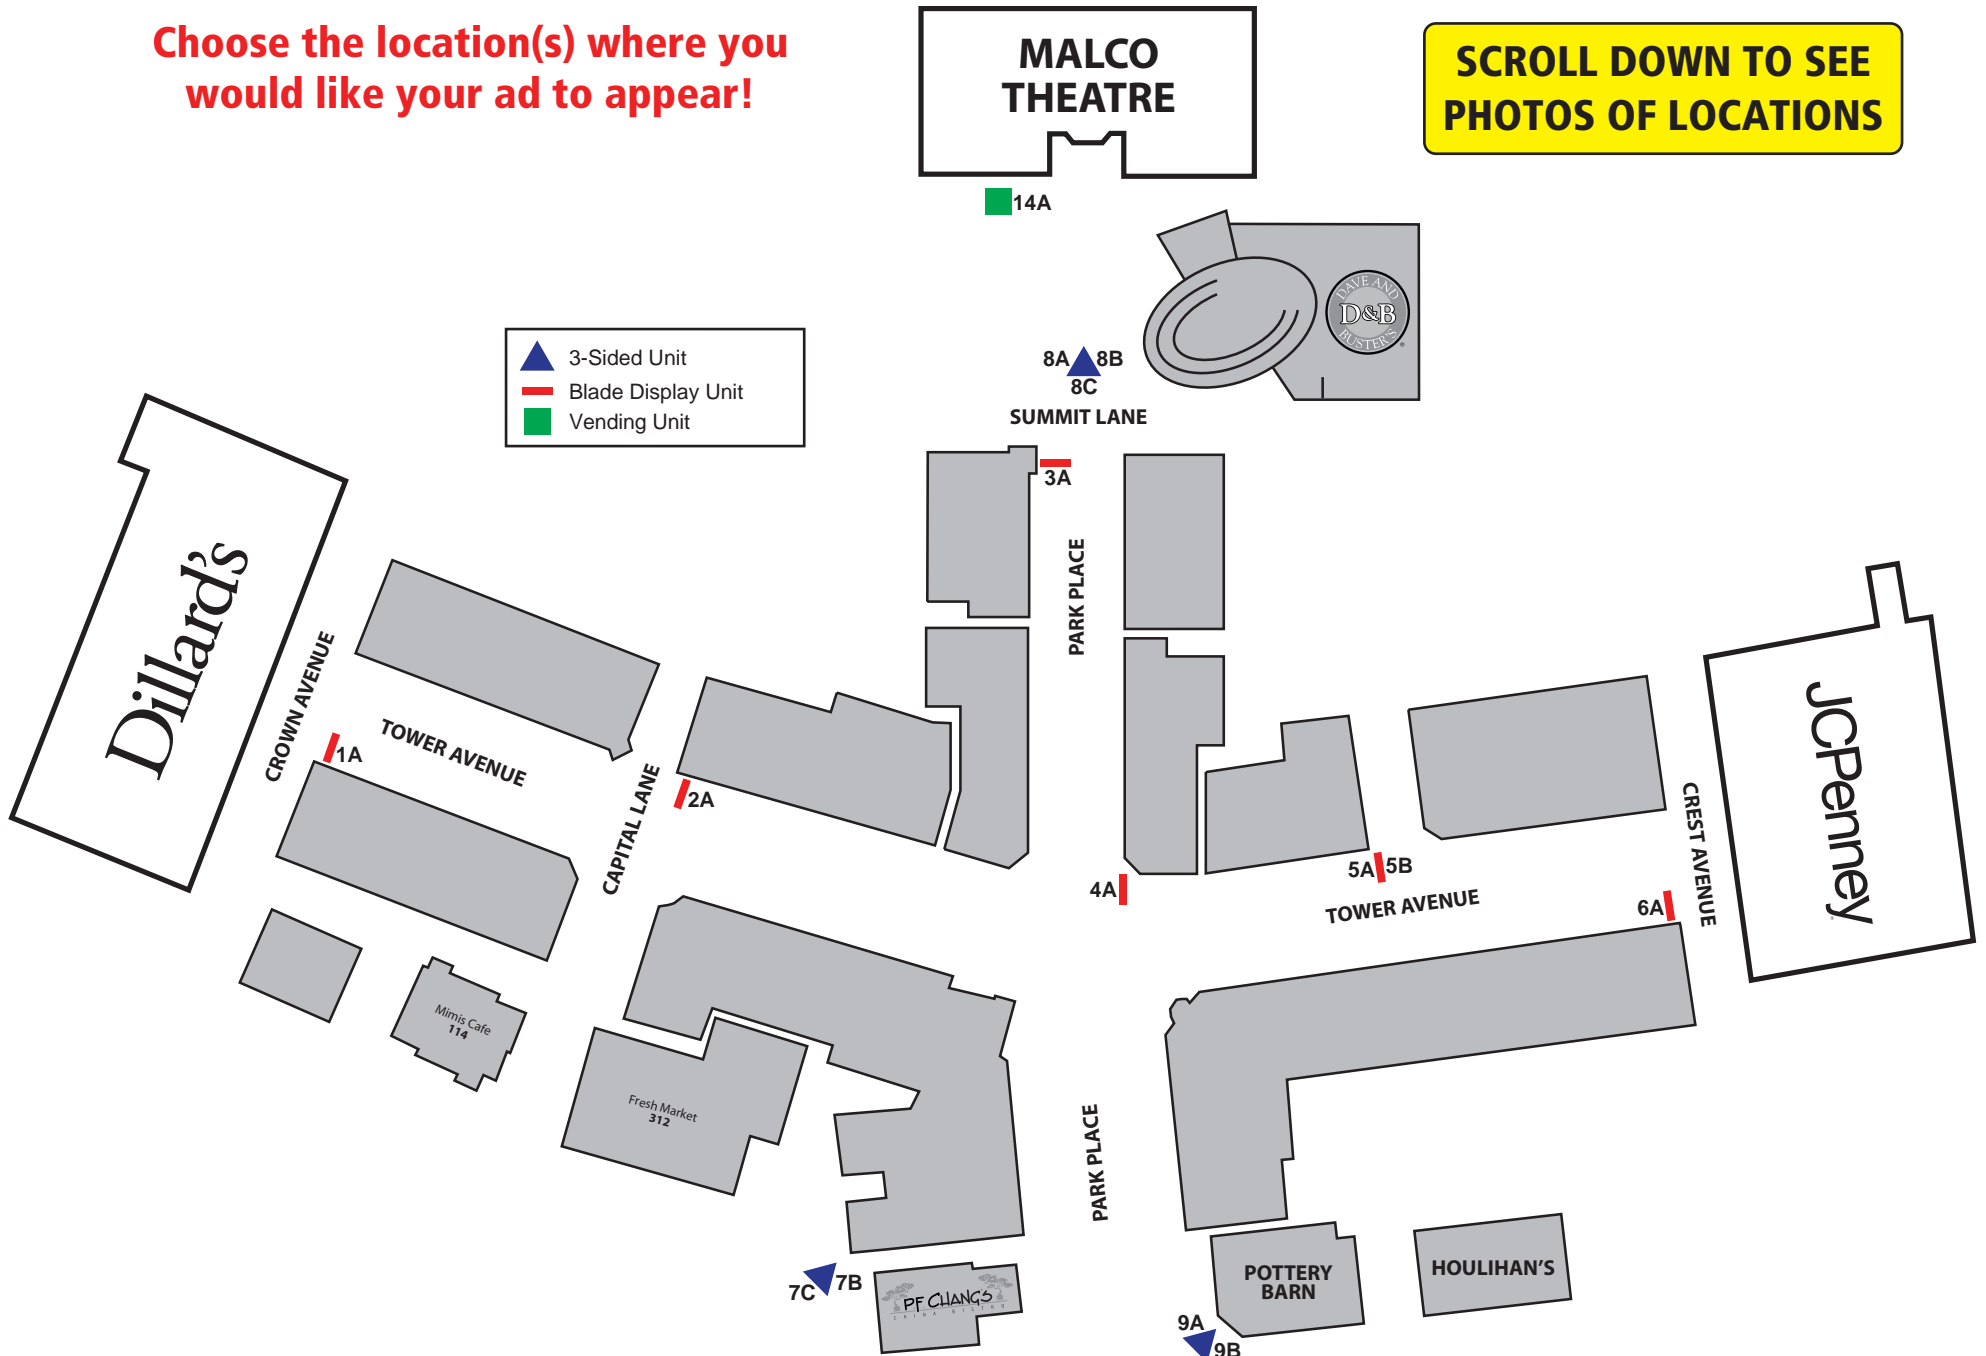 Choose the location(s) where you
would like your ad to appear!
MALCO
THEATRE
SCROLL DOWN TO SEE
PHOTOS OF LOCATIONS
14A
DAVE AND
D&B
BUSTER'S
3-Sided Unit
Blade Display Unit
Vending Unit
8A
8B
8C
SUMMIT LANE
3A
PARK PLACE
Dillard's
CROWN AVENUE
1A
TOWER AVENUE
CAPITAL LANE
2A
JCPenney
CREST AVENUE
4A
5A
5B
TOWER AVENUE
6A
Mimis Cafe
114
Fresh Market
312
PARK PLACE
7C
7B
PF CHANG'S
CHINA BISTRO
POTTERY
BARN
HOULIHAN'S
9A
9B